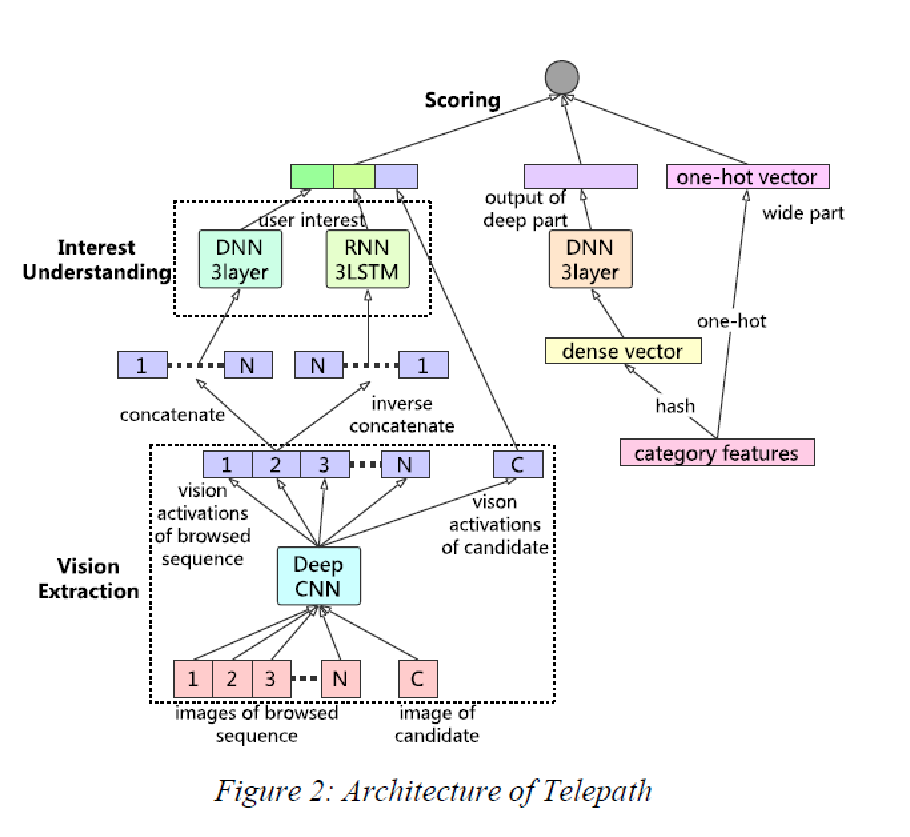 Scoring
one-hot vector
output of
deep part
wide part
user interest
Interest
Understanding
DNN
3layer
RNN
3LSTM
DNN
3layer
one-hot
dense vector
1
N
N
1
hash
concatenate
inverse
concatenate
category features
1
2
3
N
C
vision
activations
of browsed
sequence
vison
activations
of candidate
Deep
CNN
Vision
Extraction
1
2
3
N
C
images of browsed
sequence
image of
candidate
Figure 2: Architecture of Telepath